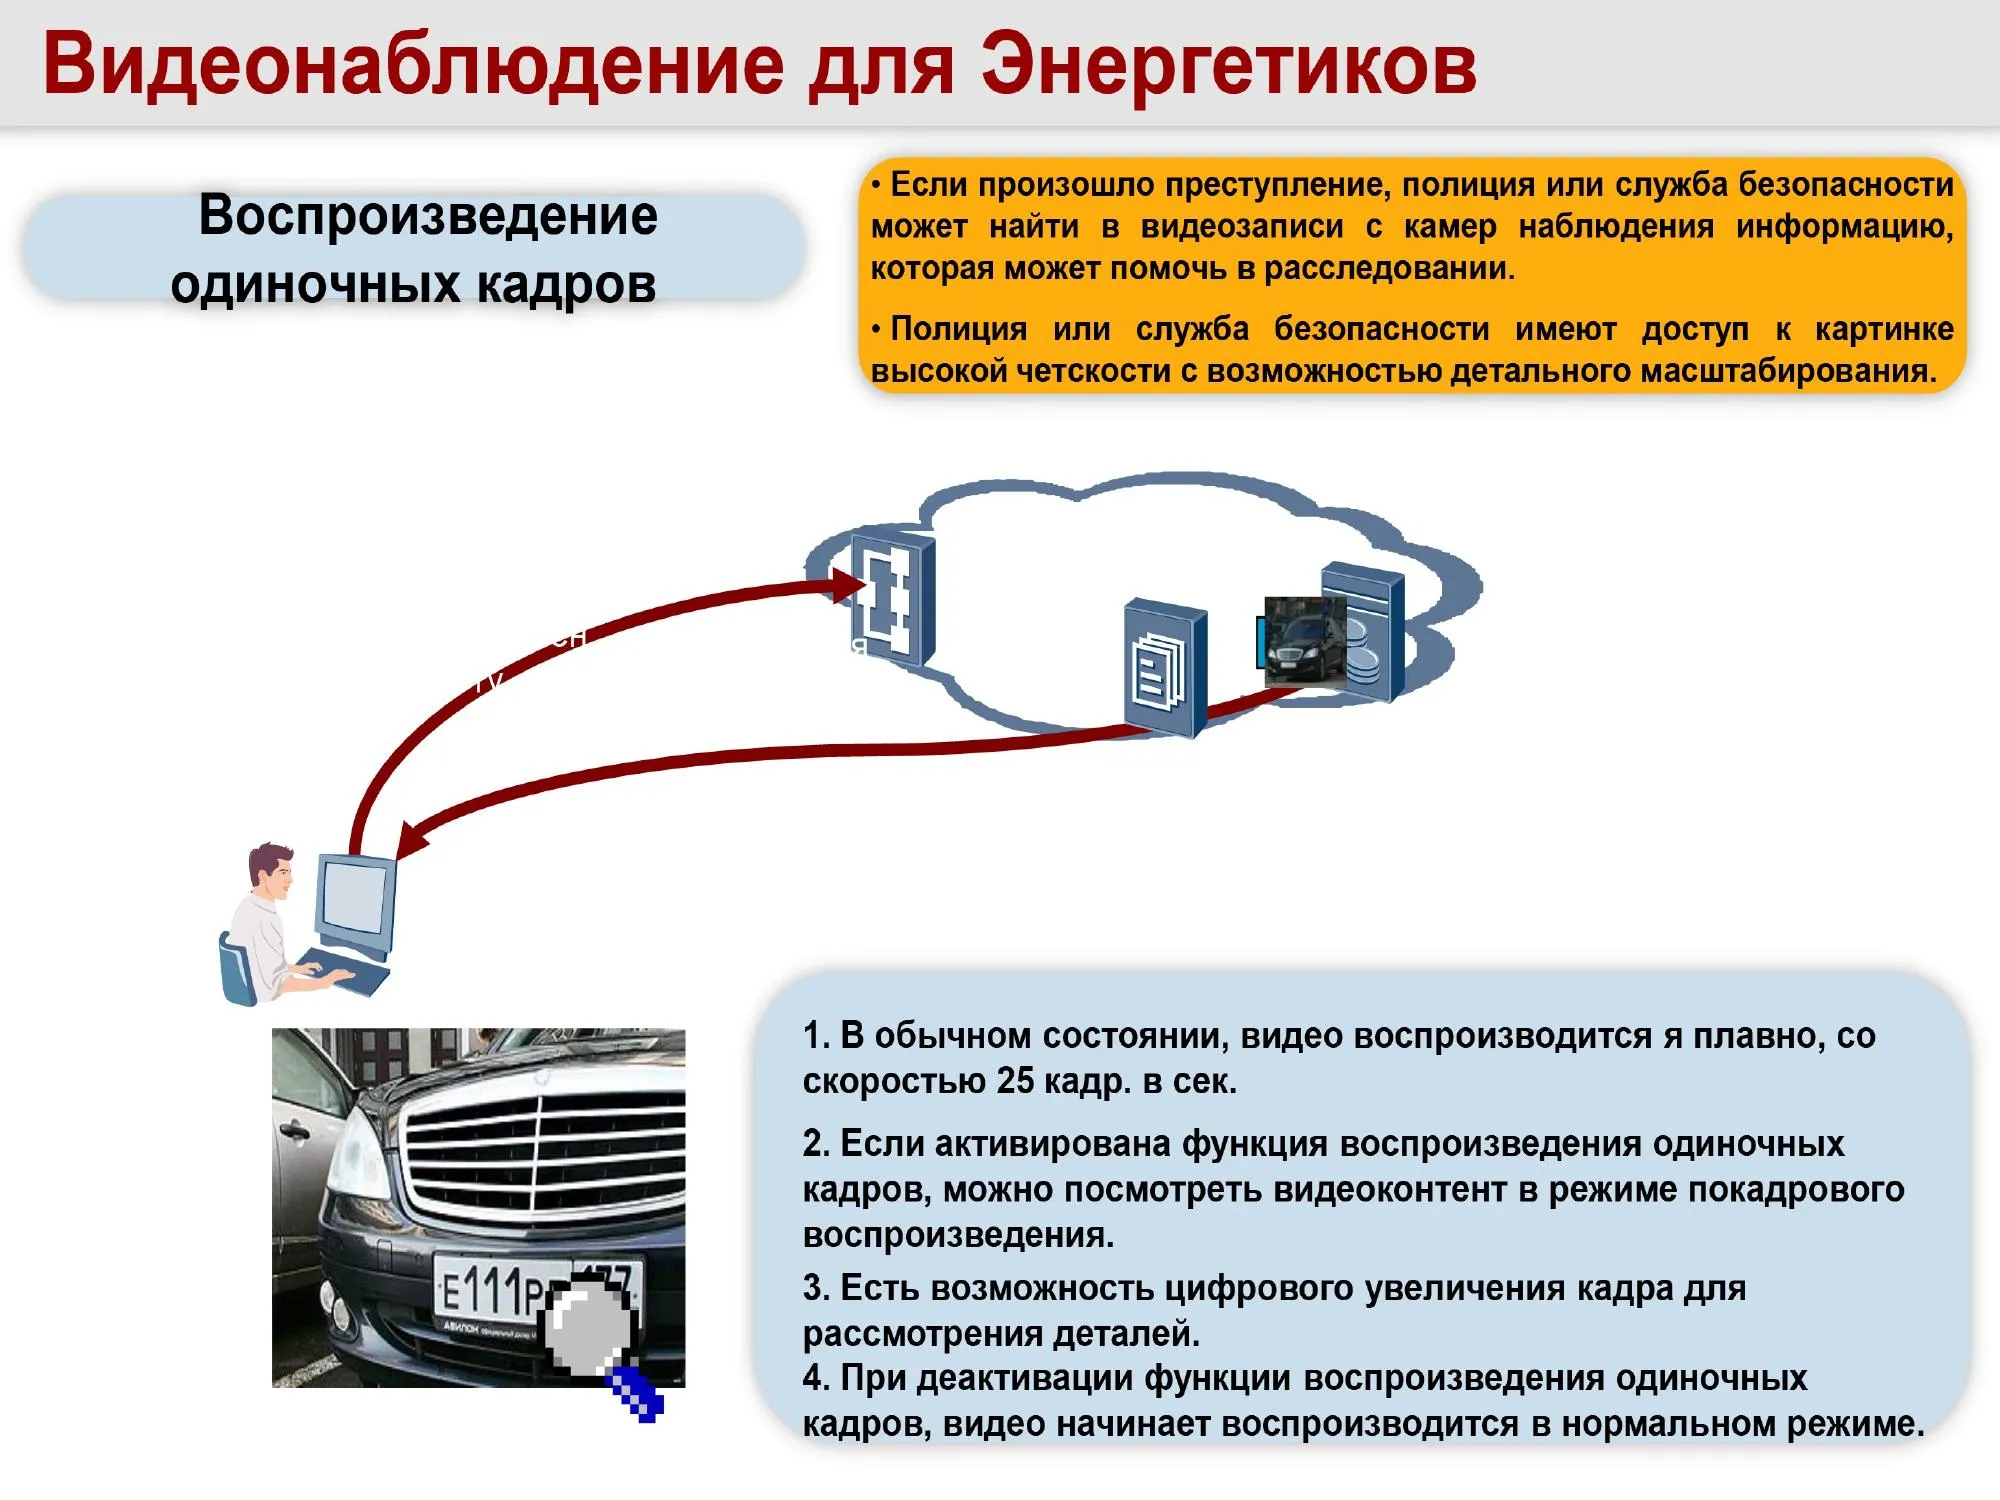 Видеонаблюдение для Энергетиков
Воспроизведение
одиночных кадров
• Если произошло преступление, полиция или служба безопасности
может найти в видеозаписи с камер наблюдения информацию,
которая может помочь в расследовании.
• Полиция или служба безопасности имеют доступ к картинке
высокой четскости с возможностью детального масштабирования.
1. В обычном состоянии, видео воспроизводится я плавно, со
скоростью 25 кадр. в сек.
2. Если активирована функция воспроизведения одиночных
кадров, можно посмотреть видеоконтент в режиме покадрового
воспроизведения.
3. Есть возможность цифрового увеличения кадра для
рассмотрения деталей.
4. При деактивации функции воспроизведения одиночных
кадров, видео начинает воспроизводится в нормальном режиме.
Е111Р 177
АВИЛОН